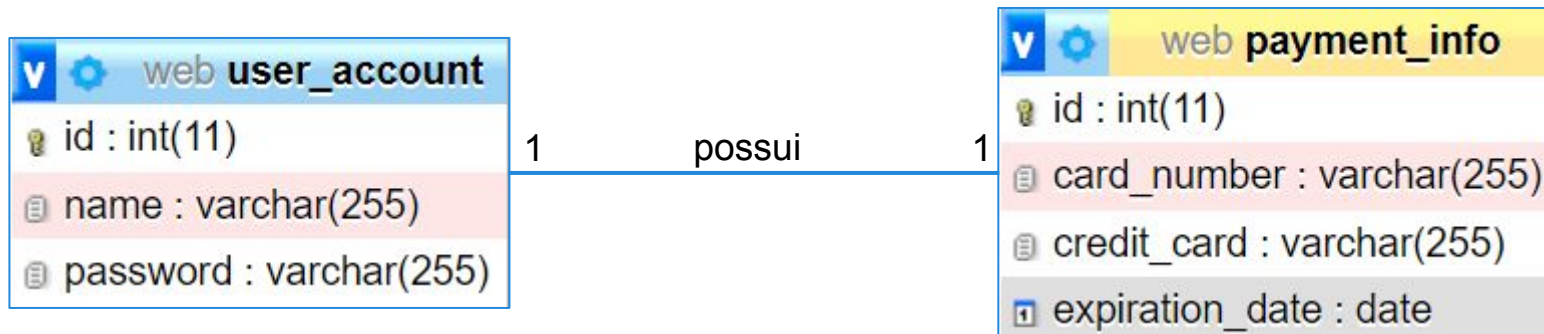 web user_account
id : int(11)
name : varchar(255)
password : varchar(255)
1 possui 1
web payment_info
id : int(11)
card_number : varchar(255)
credit_card : varchar(255)
expiration_date : date